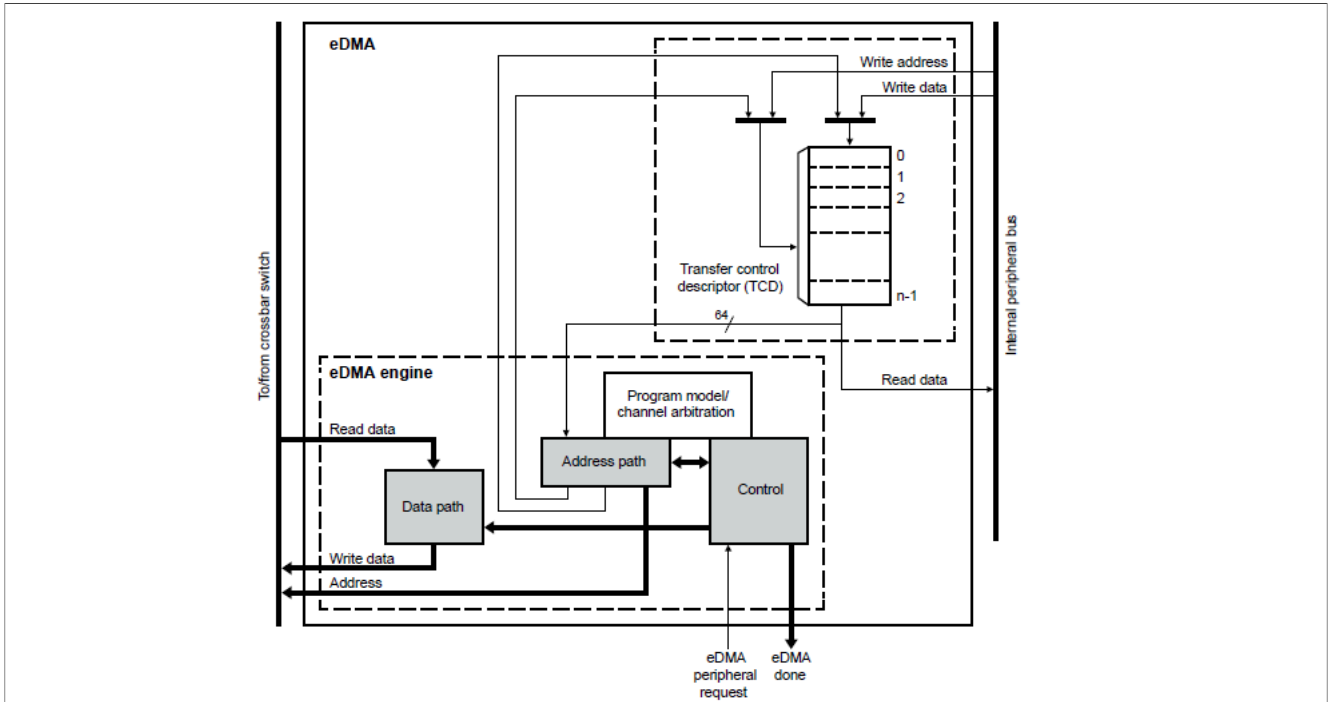 eDMA
Write address
Write data
0
1
2
Transfer control
descriptor (TCD)
n-1
64
To/from crossbar switch
Internal peripheral bus
eDMA engine
Program model/
channel arbitration
Read data
Read data
Address path
Control
Data path
Write data
Address
eDMA
peripheral
request
eDMA
done